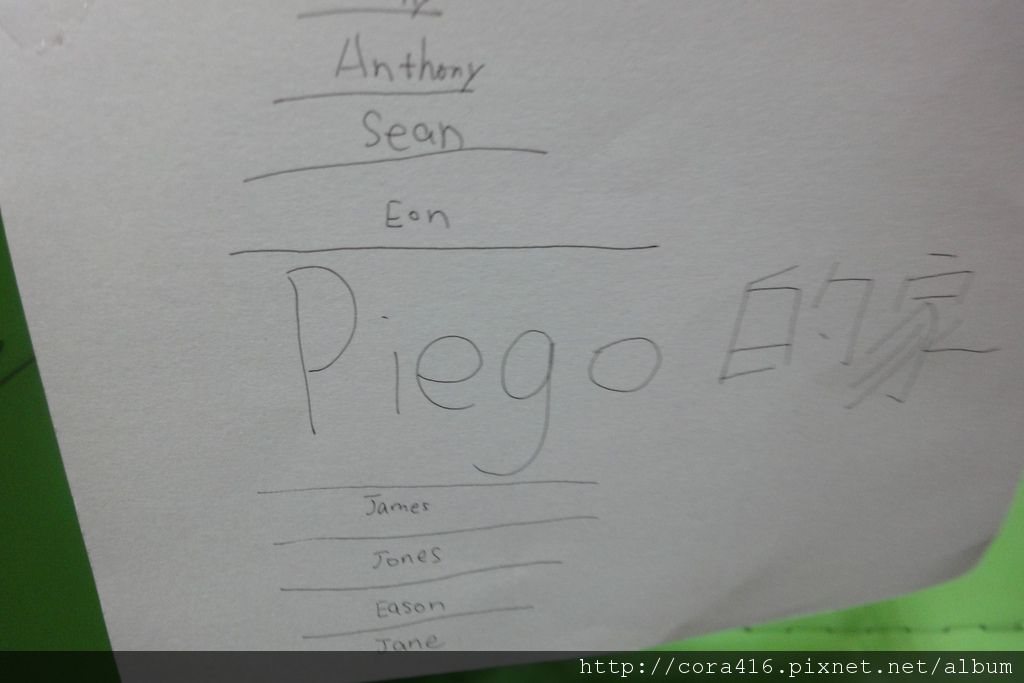 Anthony
Sean
Eon
Piego 的家
James
Jones
Eason
Jane
http://cora416.pixnet.net/album